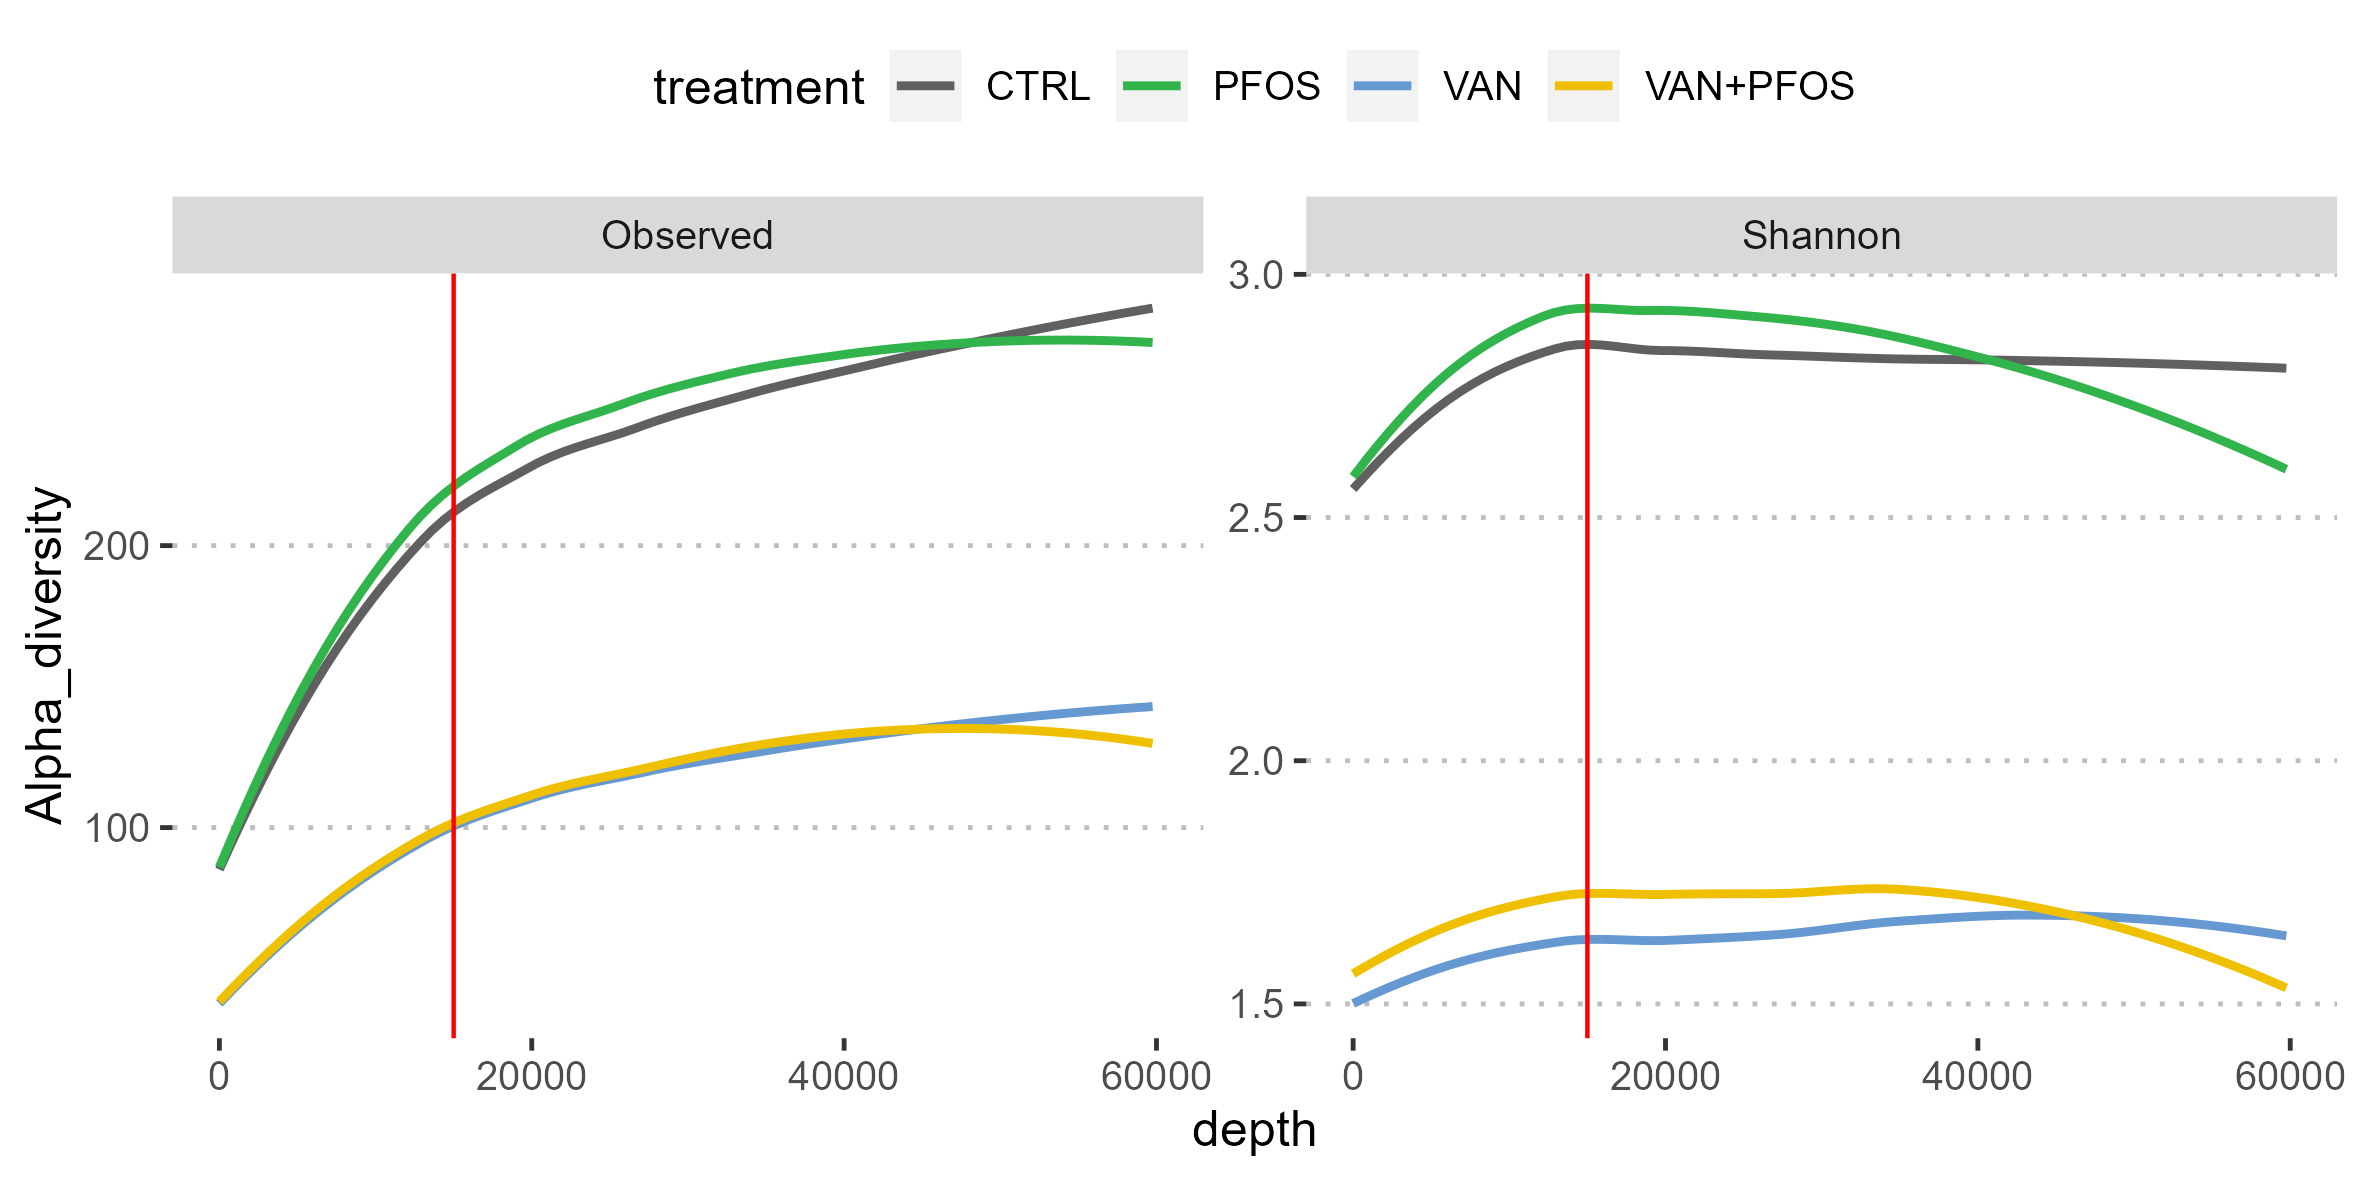 treatment CTRL PFOS VAN VAN+PFOS
Observed
Shannon
Alpha_diversity
200
100
3.0
2.5
2.0
1.5
0 20000 40000 60000
0 20000 40000 60000
depth